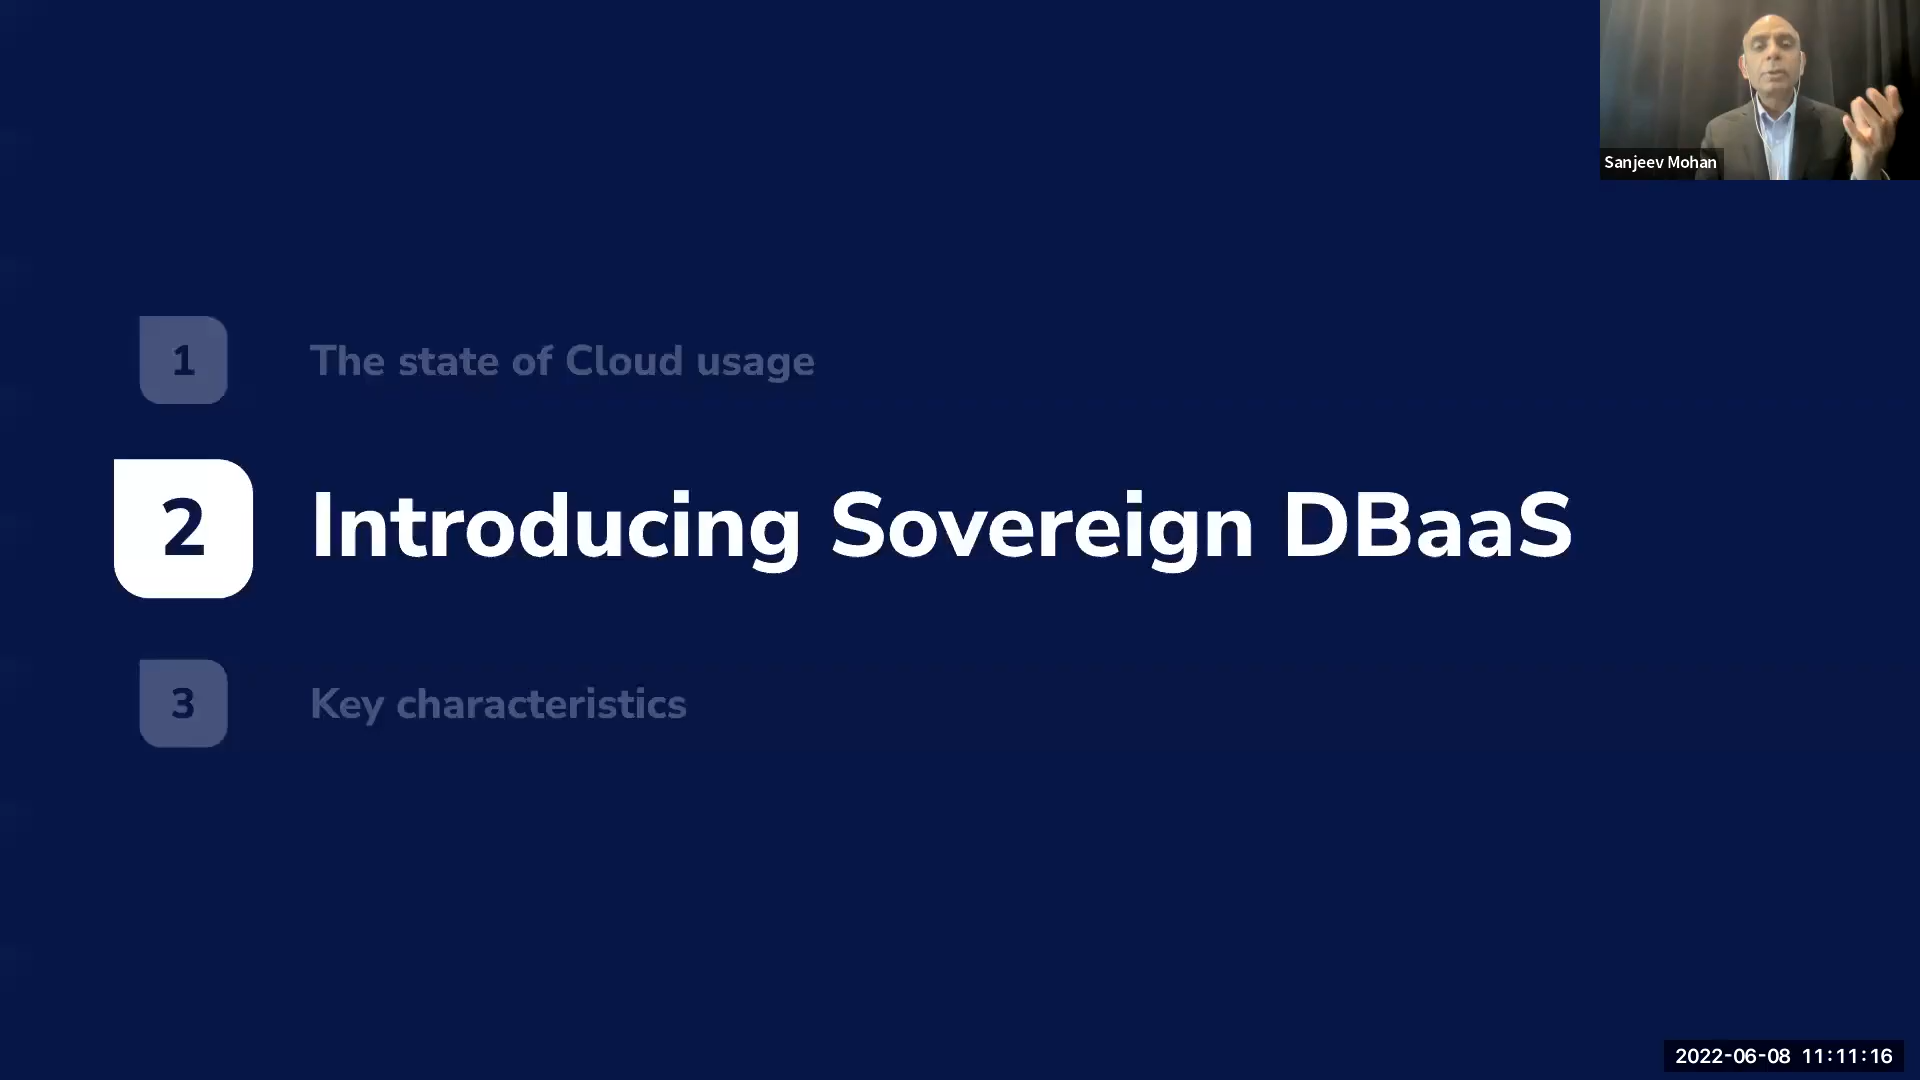 Sanjeev Mohan
1
The state of Cloud usage
2
Introducing Sovereign DBaaS
3
Key characteristics
2022-06-08 11:11:16